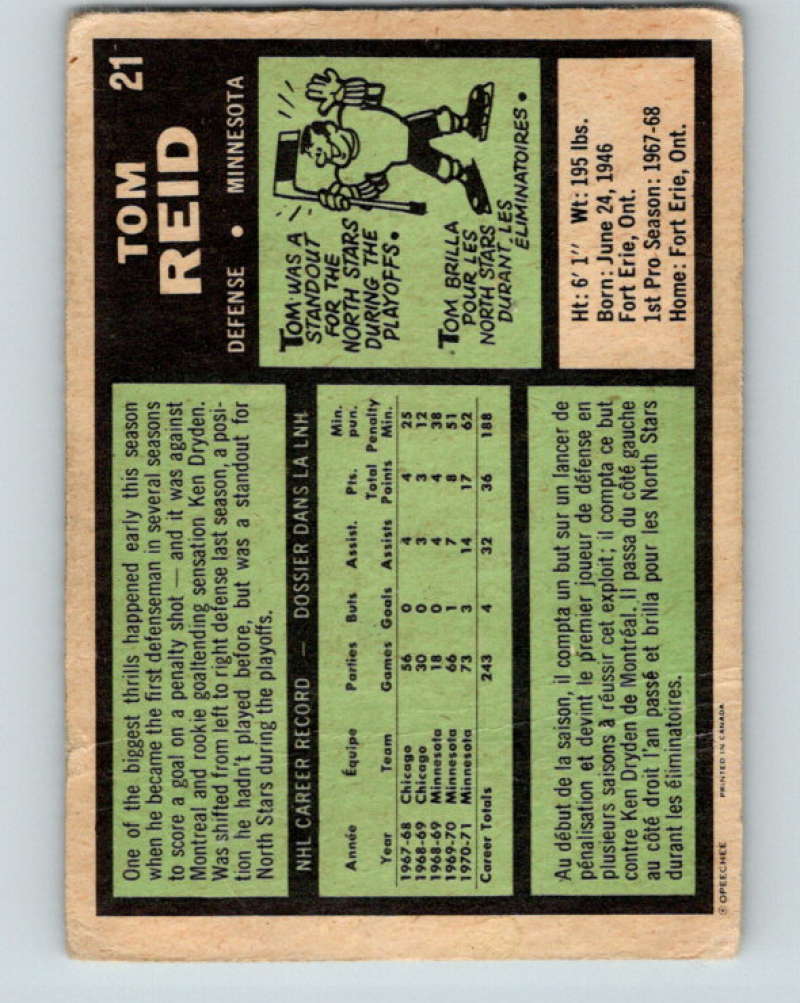 TOM
REID
21
DEFENSE • MINNESOTA
One of the biggest thrills happened early this season
when he became the first defenseman in several seasons
to score a goal on a penalty shot — and it was against
Montreal and rookie goaltending sensation Ken Dryden.
Was shifted from left to right defense last season, a posi-
tion he hadn't played before, but was a standout for
North Stars during the playoffs.
TOM WAS A
STANDOUT
FOR THE
NORTH STARS
DURING THE
PLAYOFFS.
TOM BRILLA
POUR LES
NORTH STARS
DURANT LES
ÉLIMINATOIRES.
NHL CAREER RECORD — DOSSIER DANS LA LNH
Min.
Pts. pun.
Année Équipe Parties Buts Assist. Total Penalty
Year Team Games Goals Assists Points Min.
1967-68 Chicago 56 0 4 4 25
1968-69 Chicago 30 0 3 3 12
1968-69 Minnesota 18 0 4 4 38
1969-70 Minnesota 66 1 7 8 51
1970-71 Minnesota 73 3 14 17 62
Career Totals 243 4 32 36 188
Au début de la saison, il compta un but sur un lancer de
pénalisation et devint le premier joueur de défense en
plusieurs saisons à réussir cet exploit; il compta ce but
contre Ken Dryden de Montréal. Il passa du côté gauche
au côté droit l'an passé et brilla pour les North Stars
durant les éliminatoires.
Ht: 6' 1" Wt: 195 lbs.
Born: June 24, 1946
Fort Erie, Ont.
1st Pro Season: 1967-68
Home: Fort Erie, Ont.
© OPEECHEE PRINTED IN CANADA